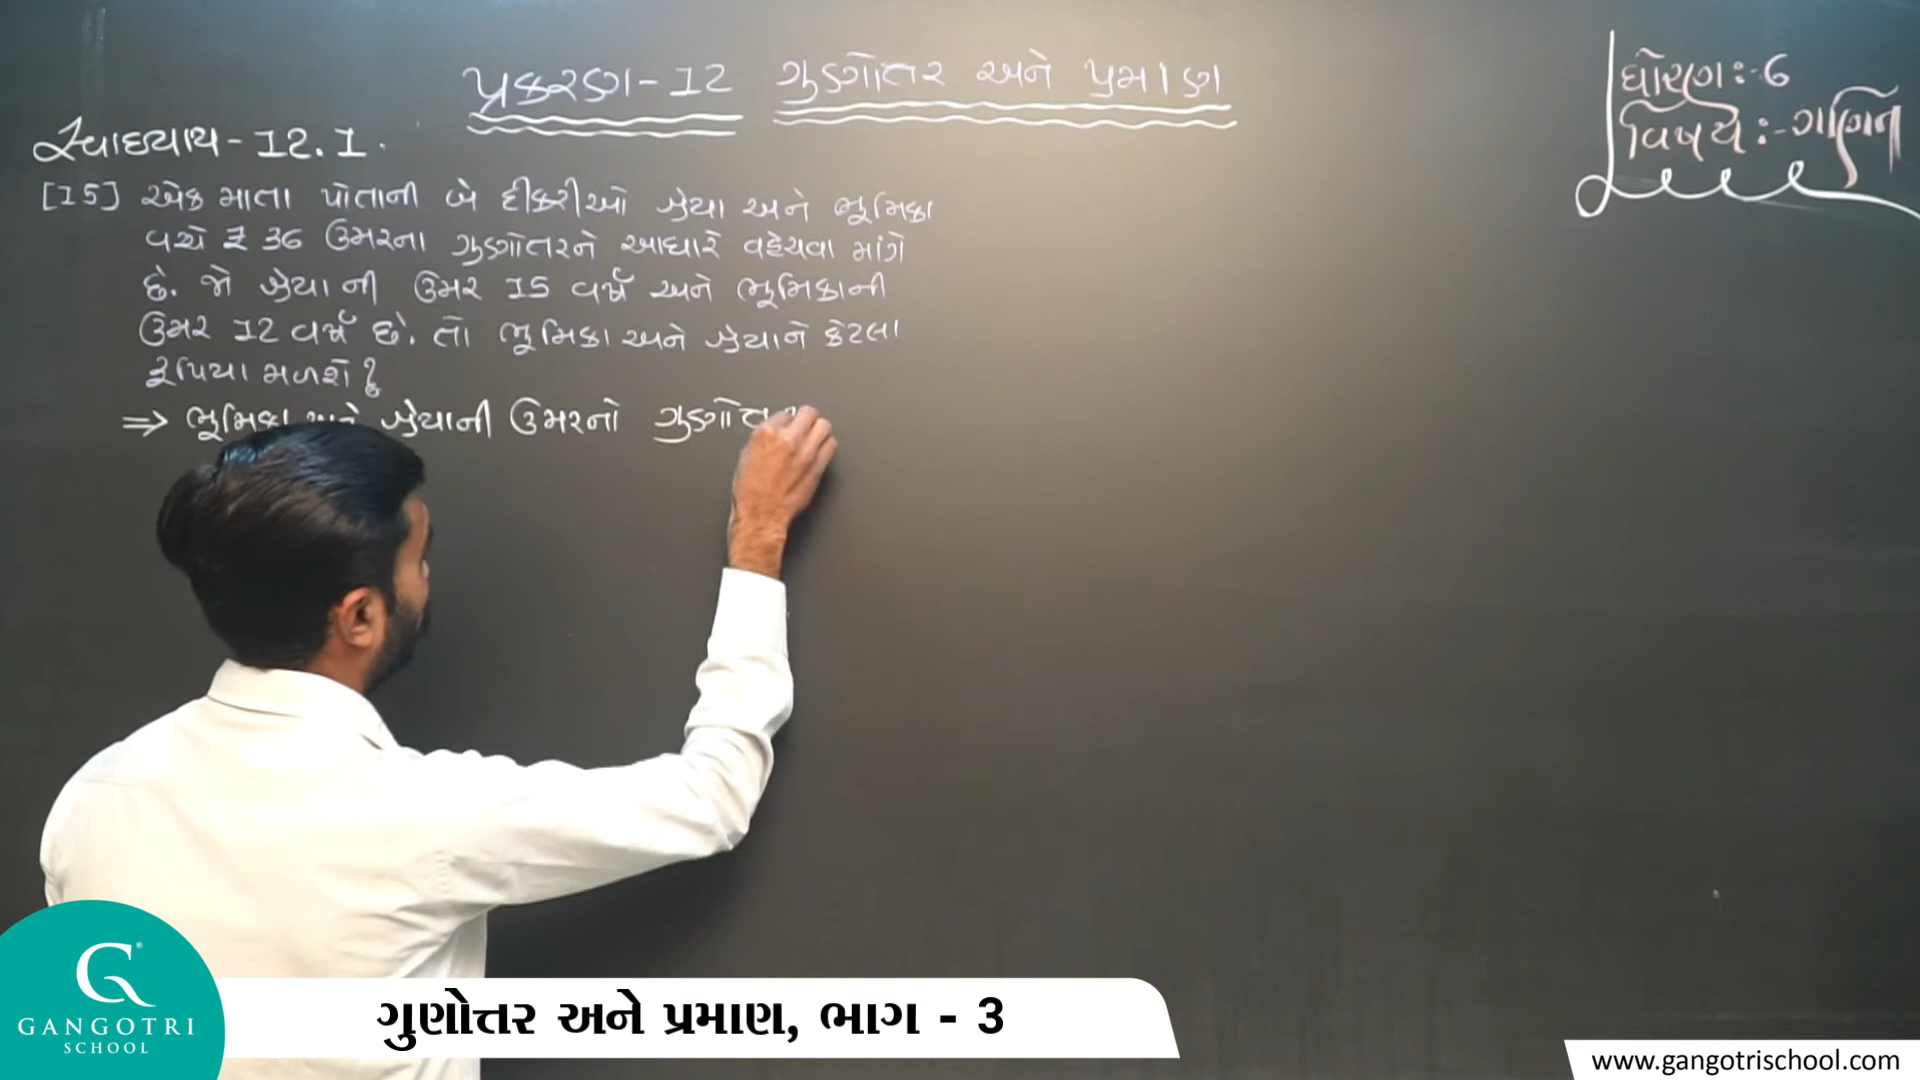 પ્રકરણ-12 ગુણોતર અને પ્રમાણ
ધોરણ:-6
વિષય:-ગણિત
સ્વાધ્યાય-12.1.
[15] એક માતા પોતાની બે દીકરીઓ શ્રેયા અને ભૂમિકા
વચ્ચે ₹ 36 ઉંમરના ગુણોતરને આધારે વહેચવા માંગે
છે. જો શ્રેયાની ઉંમર 15 વર્ષ અને ભૂમિકાની
ઉંમર 12 વર્ષ છે. તો ભૂમિકા અને શ્રેયાને કેટલા
રૂપિયા મળશે?
⇒ ભૂમિકા અને શ્રેયાની ઉંમરનો
GANGOTRI
SCHOOL
ગુણોત્તર અને પ્રમાણ, ભાગ - 3
www.gangotrischool.com